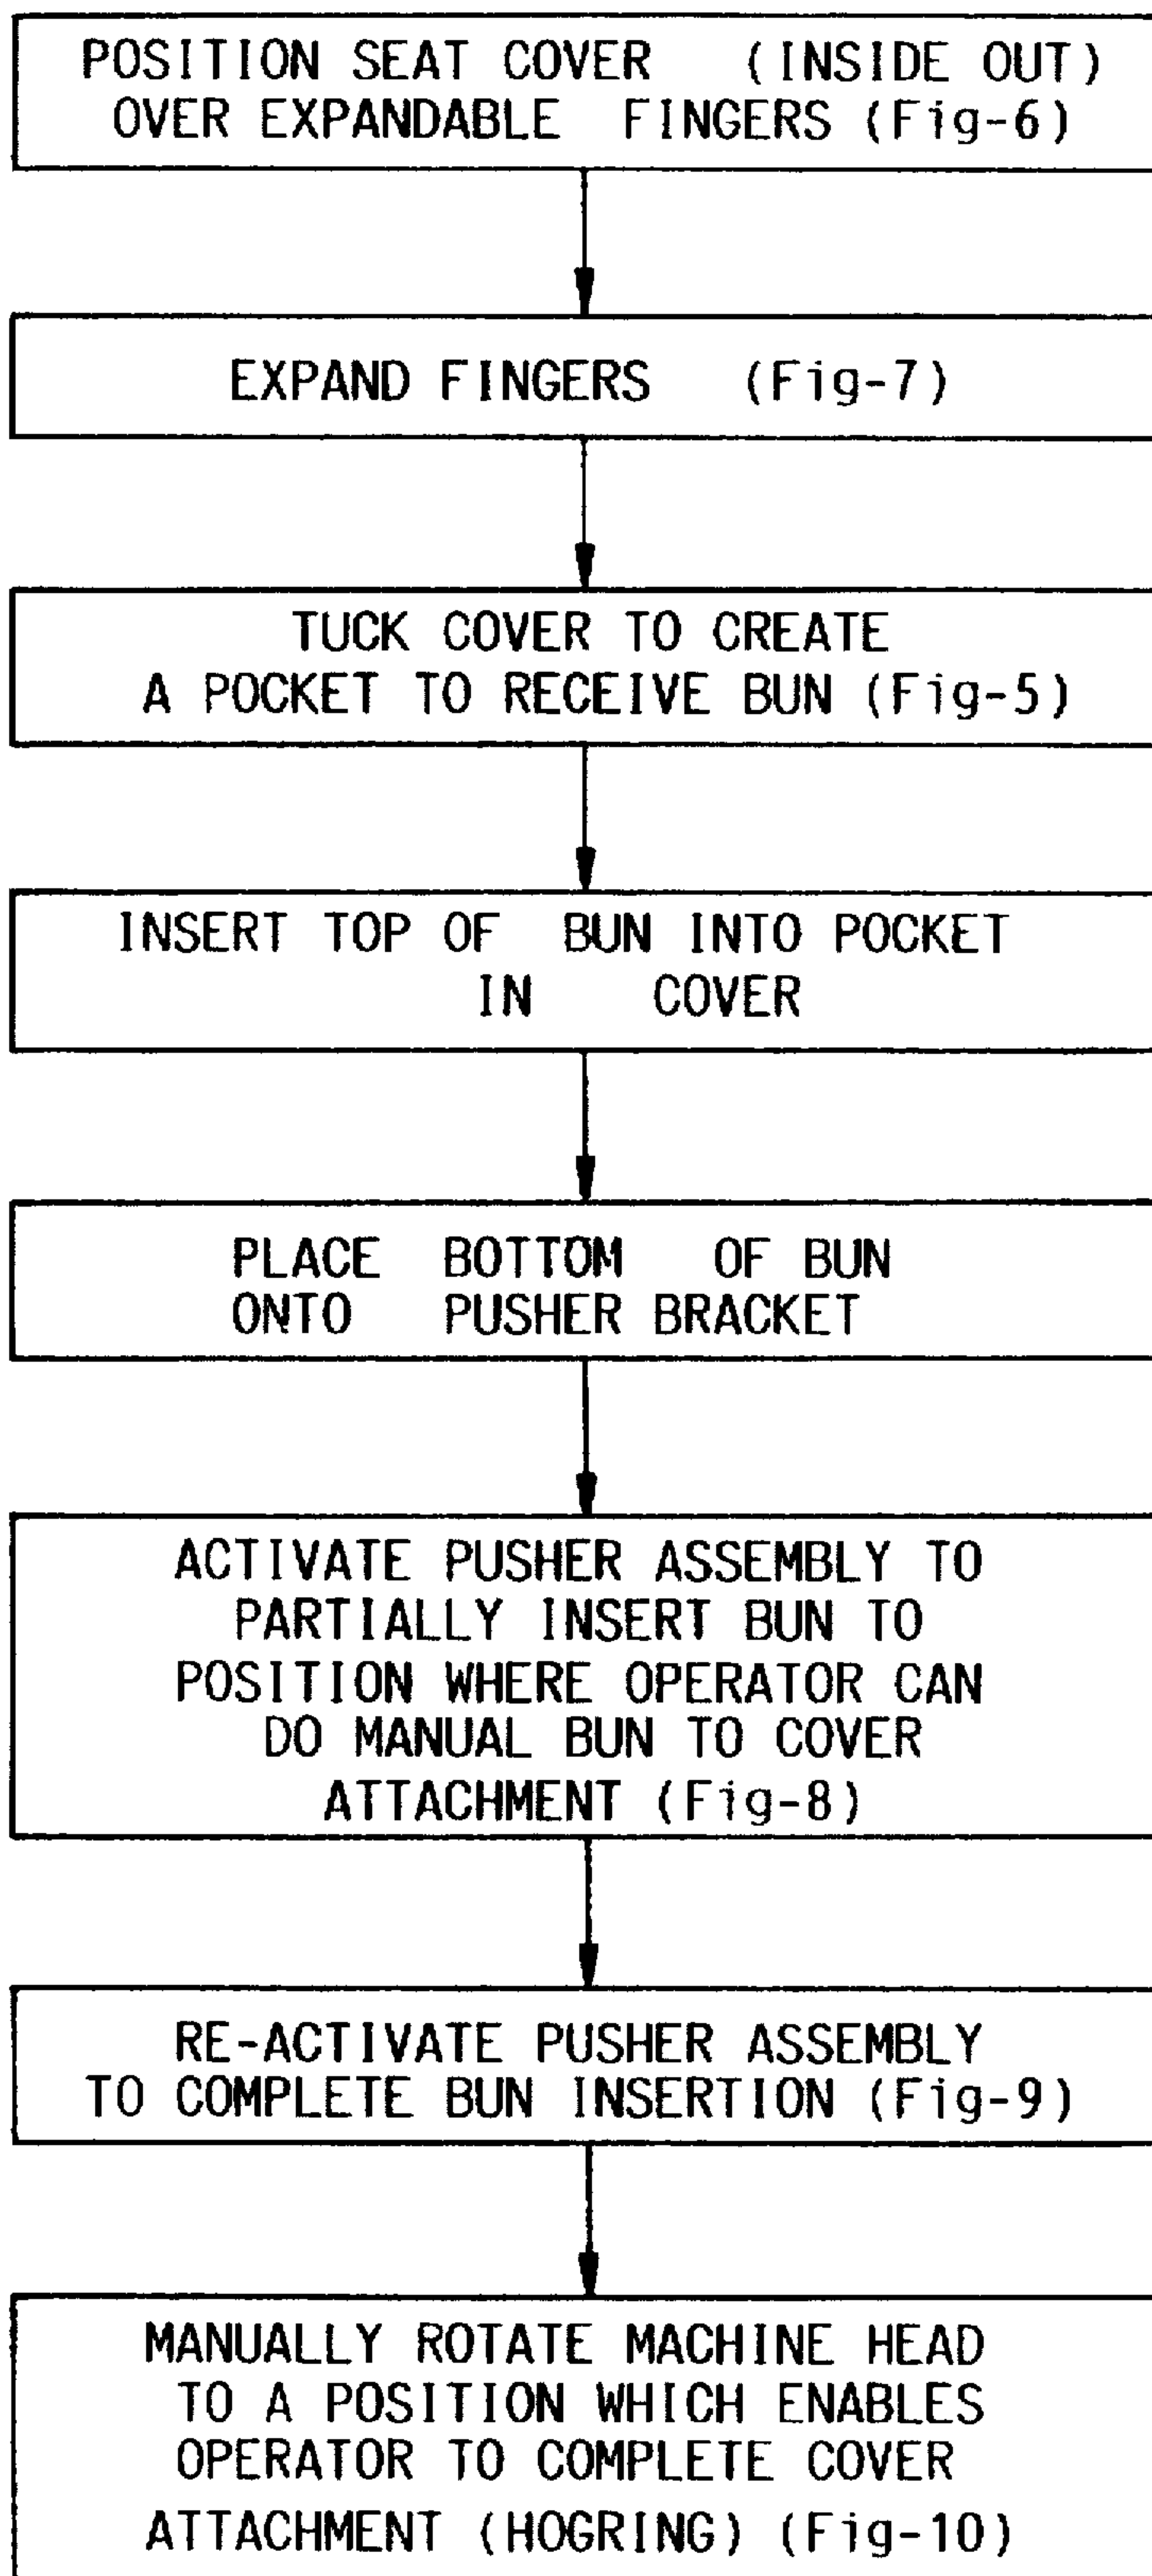 POSITION SEAT COVER (INSIDE OUT)
OVER EXPANDABLE FINGERS (Fig-6)
EXPAND FINGERS (Fig-7)
TUCK COVER TO CREATE
A POCKET TO RECEIVE BUN (Fig-5)
INSERT TOP OF BUN INTO POCKET
IN COVER
PLACE BOTTOM OF BUN
ONTO PUSHER BRACKET
ACTIVATE PUSHER ASSEMBLY TO
PARTIALLY INSERT BUN TO
POSITION WHERE OPERATOR CAN
DO MANUAL BUN TO COVER
ATTACHMENT (Fig-8)
RE-ACTIVATE PUSHER ASSEMBLY
TO COMPLETE BUN INSERTION (Fig-9)
MANUALLY ROTATE MACHINE HEAD
TO A POSITION WHICH ENABLES
OPERATOR TO COMPLETE COVER
ATTACHMENT (HOGRING) (Fig-10)